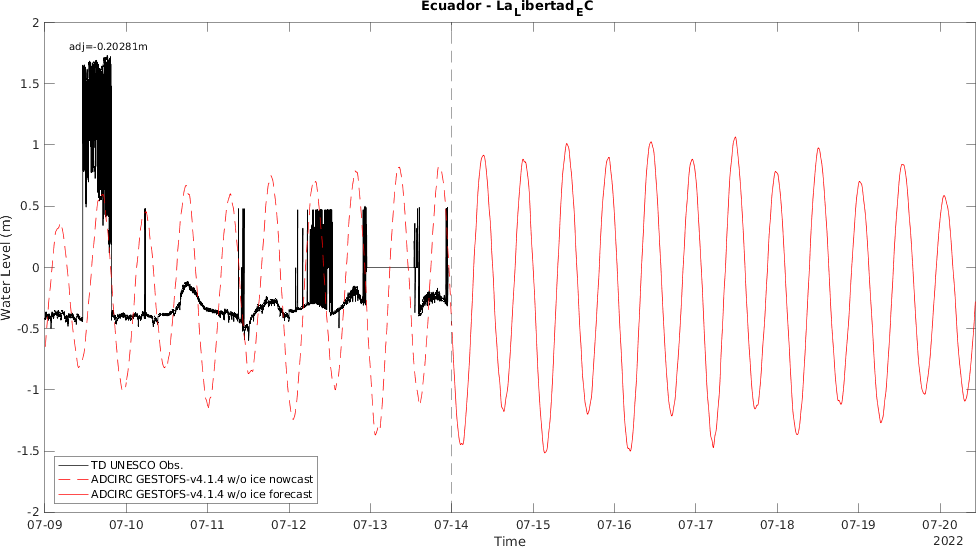 Ecuador - La_Libertad_EC
adj=-0.20281m
Water Level (m)
2
1.5
1
0.5
0
-0.5
-1
-1.5
-2
TD UNESCO Obs.
ADCIRC GESTOFS-v4.1.4 w/o ice nowcast
ADCIRC GESTOFS-v4.1.4 w/o ice forecast
07-09 07-10 07-11 07-12 07-13 07-14 07-15 07-16 07-17 07-18 07-19 07-20
Time
2022